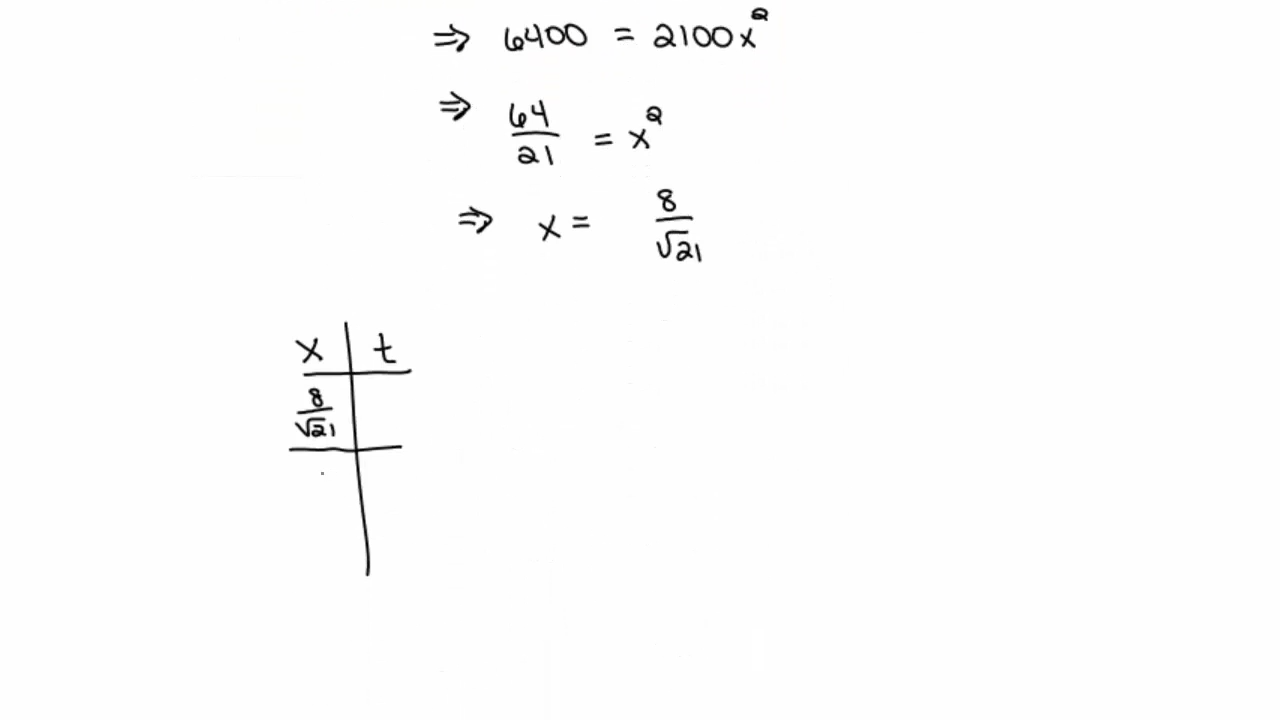 ⇒ 6400 = 2100x²
⇒ 64/21 = x²
⇒ x = 8/√21
x | t
8/√21 |